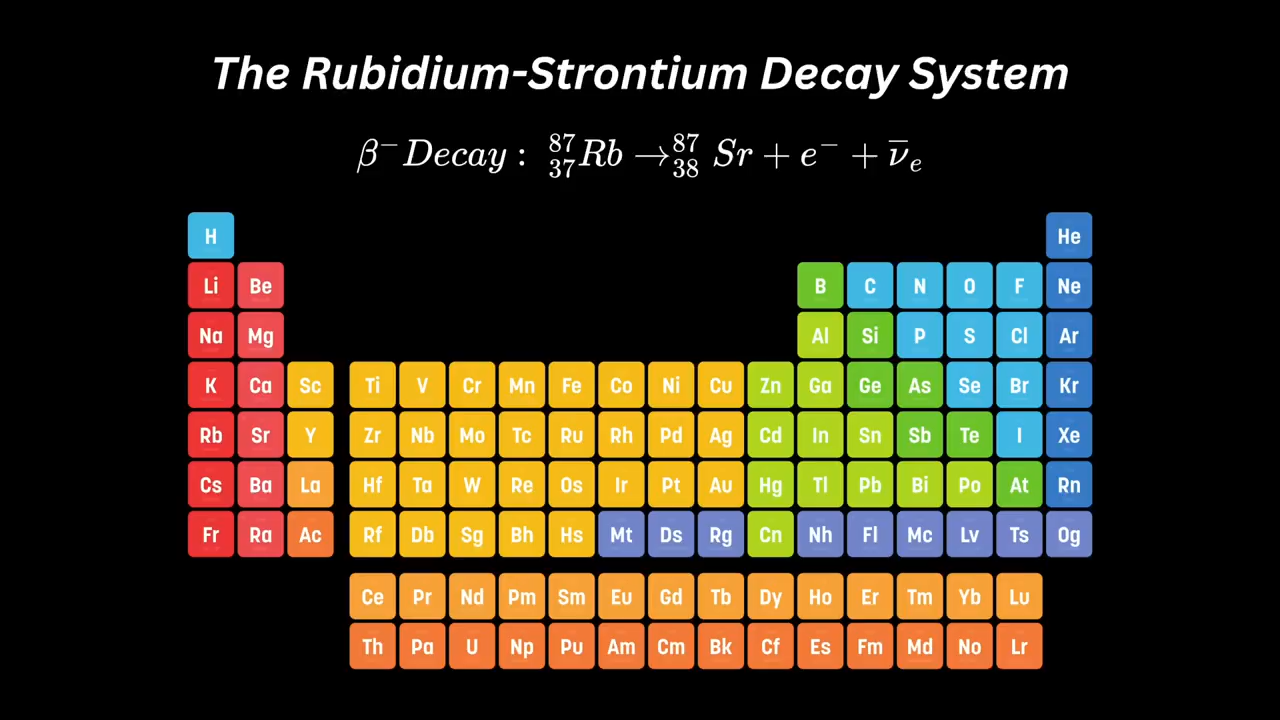 The Rubidium-Strontium Decay System
β⁻ Decay : ⁸⁷₃₇Rb → ⁸⁷₃₈Sr + e⁻ + ν̅ₑ
H He
Li Be B C N O F Ne
Na Mg Al Si P S Cl Ar
K Ca Sc Ti V Cr Mn Fe Co Ni Cu Zn Ga Ge As Se Br Kr
Rb Sr Y Zr Nb Mo Tc Ru Rh Pd Ag Cd In Sn Sb Te I Xe
Cs Ba La Hf Ta W Re Os Ir Pt Au Hg Tl Pb Bi Po At Rn
Fr Ra Ac Rf Db Sg Bh Hs Mt Ds Rg Cn Nh Fl Mc Lv Ts Og
Ce Pr Nd Pm Sm Eu Gd Tb Dy Ho Er Tm Yb Lu
Th Pa U Np Pu Am Cm Bk Cf Es Fm Md No Lr